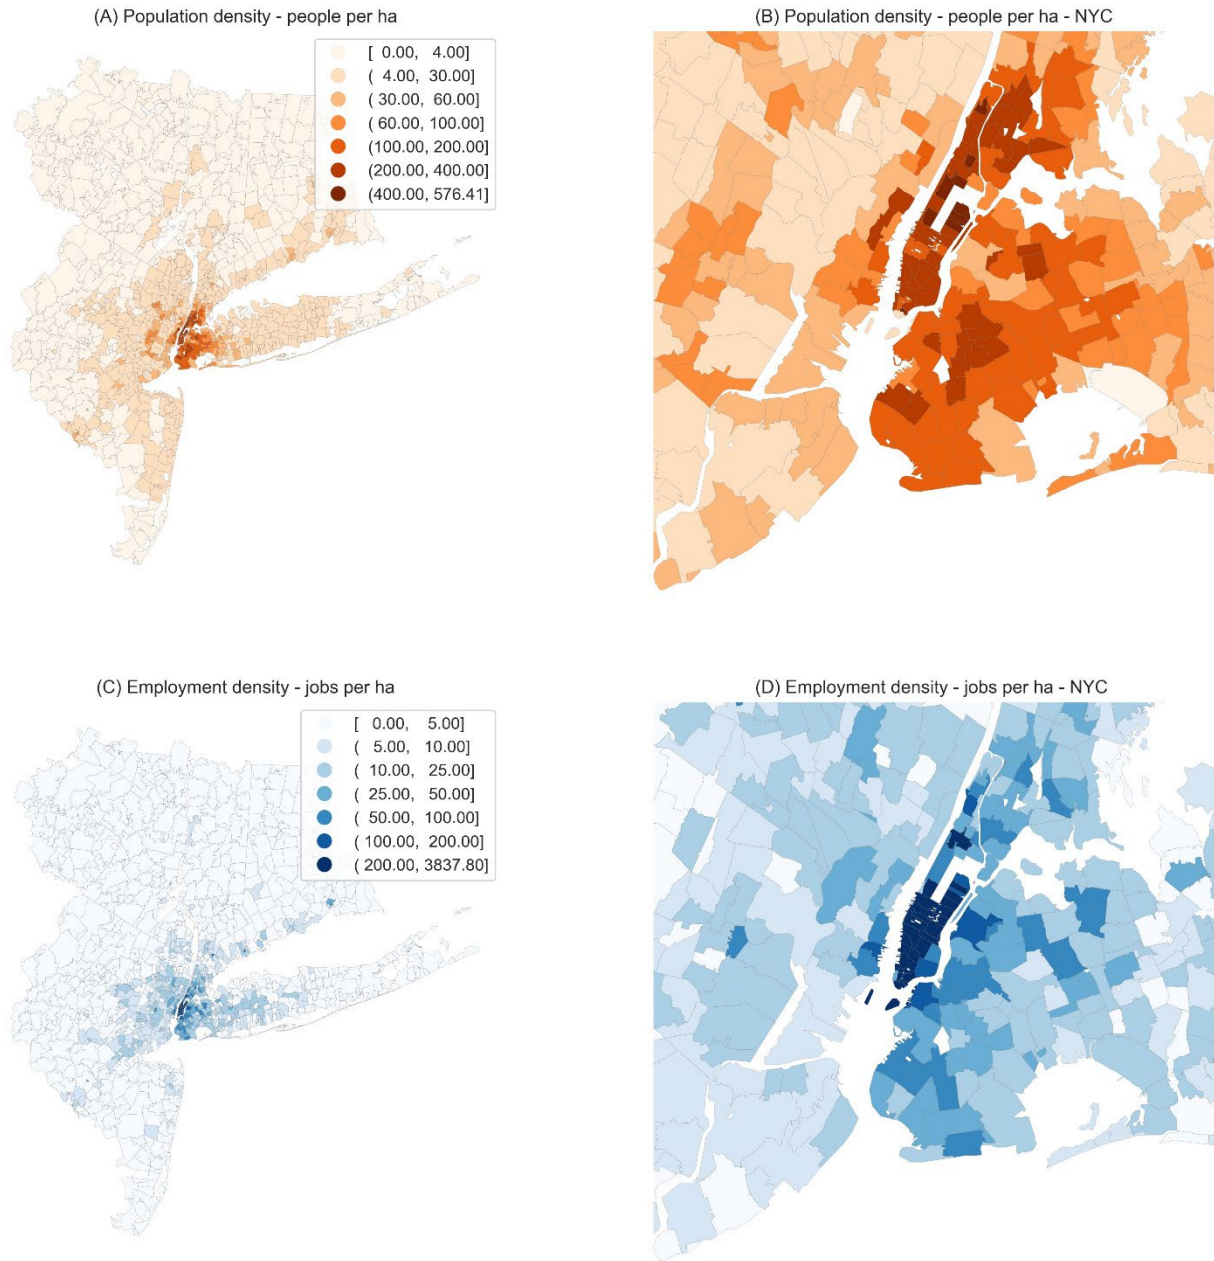 (A) Population density - people per ha
[ 0.00, 4.00]
( 4.00, 30.00]
( 30.00, 60.00]
( 60.00, 100.00]
(100.00, 200.00]
(200.00, 400.00]
(400.00, 576.41]
(B) Population density - people per ha - NYC
(C) Employment density - jobs per ha
[ 0.00, 5.00]
( 5.00, 10.00]
( 10.00, 25.00]
( 25.00, 50.00]
( 50.00, 100.00]
( 100.00, 200.00]
( 200.00, 3837.80]
(D) Employment density - jobs per ha - NYC